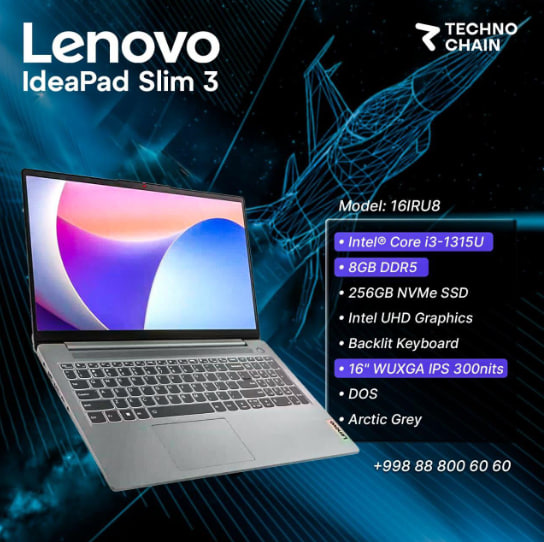 Lenovo
IdeaPad Slim 3
TECHNO
CHAIN
Model: 16IRU8
• Intel® Core i3-1315U
• 8GB DDR5
• 256GB NVMe SSD
• Intel UHD Graphics
• Backlit Keyboard
• 16" WUXGA IPS 300nits
• DOS
• Arctic Grey
Lenovo
+998 88 800 60 60